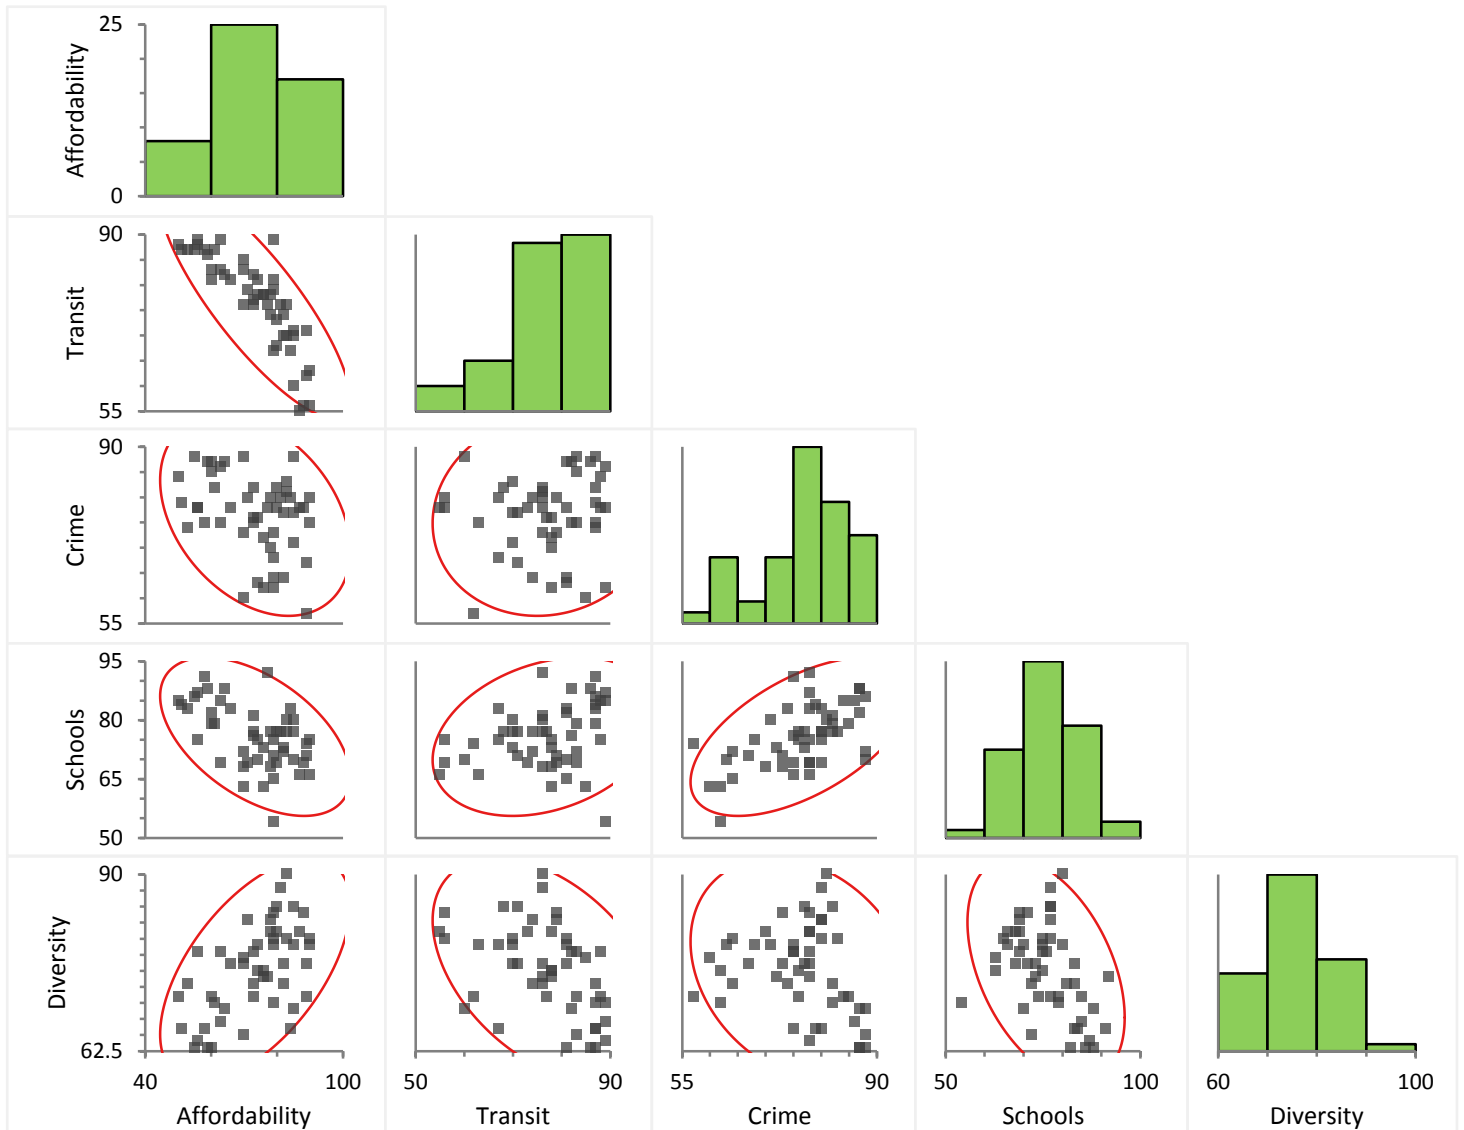 25
Affordability
0
90
Transit
55
90
Crime
55
95
80
Schools
65
50
90
Diversity
62.5
40 100 50 90 55 90 50 100 60 100
Affordability Transit Crime Schools Diversity